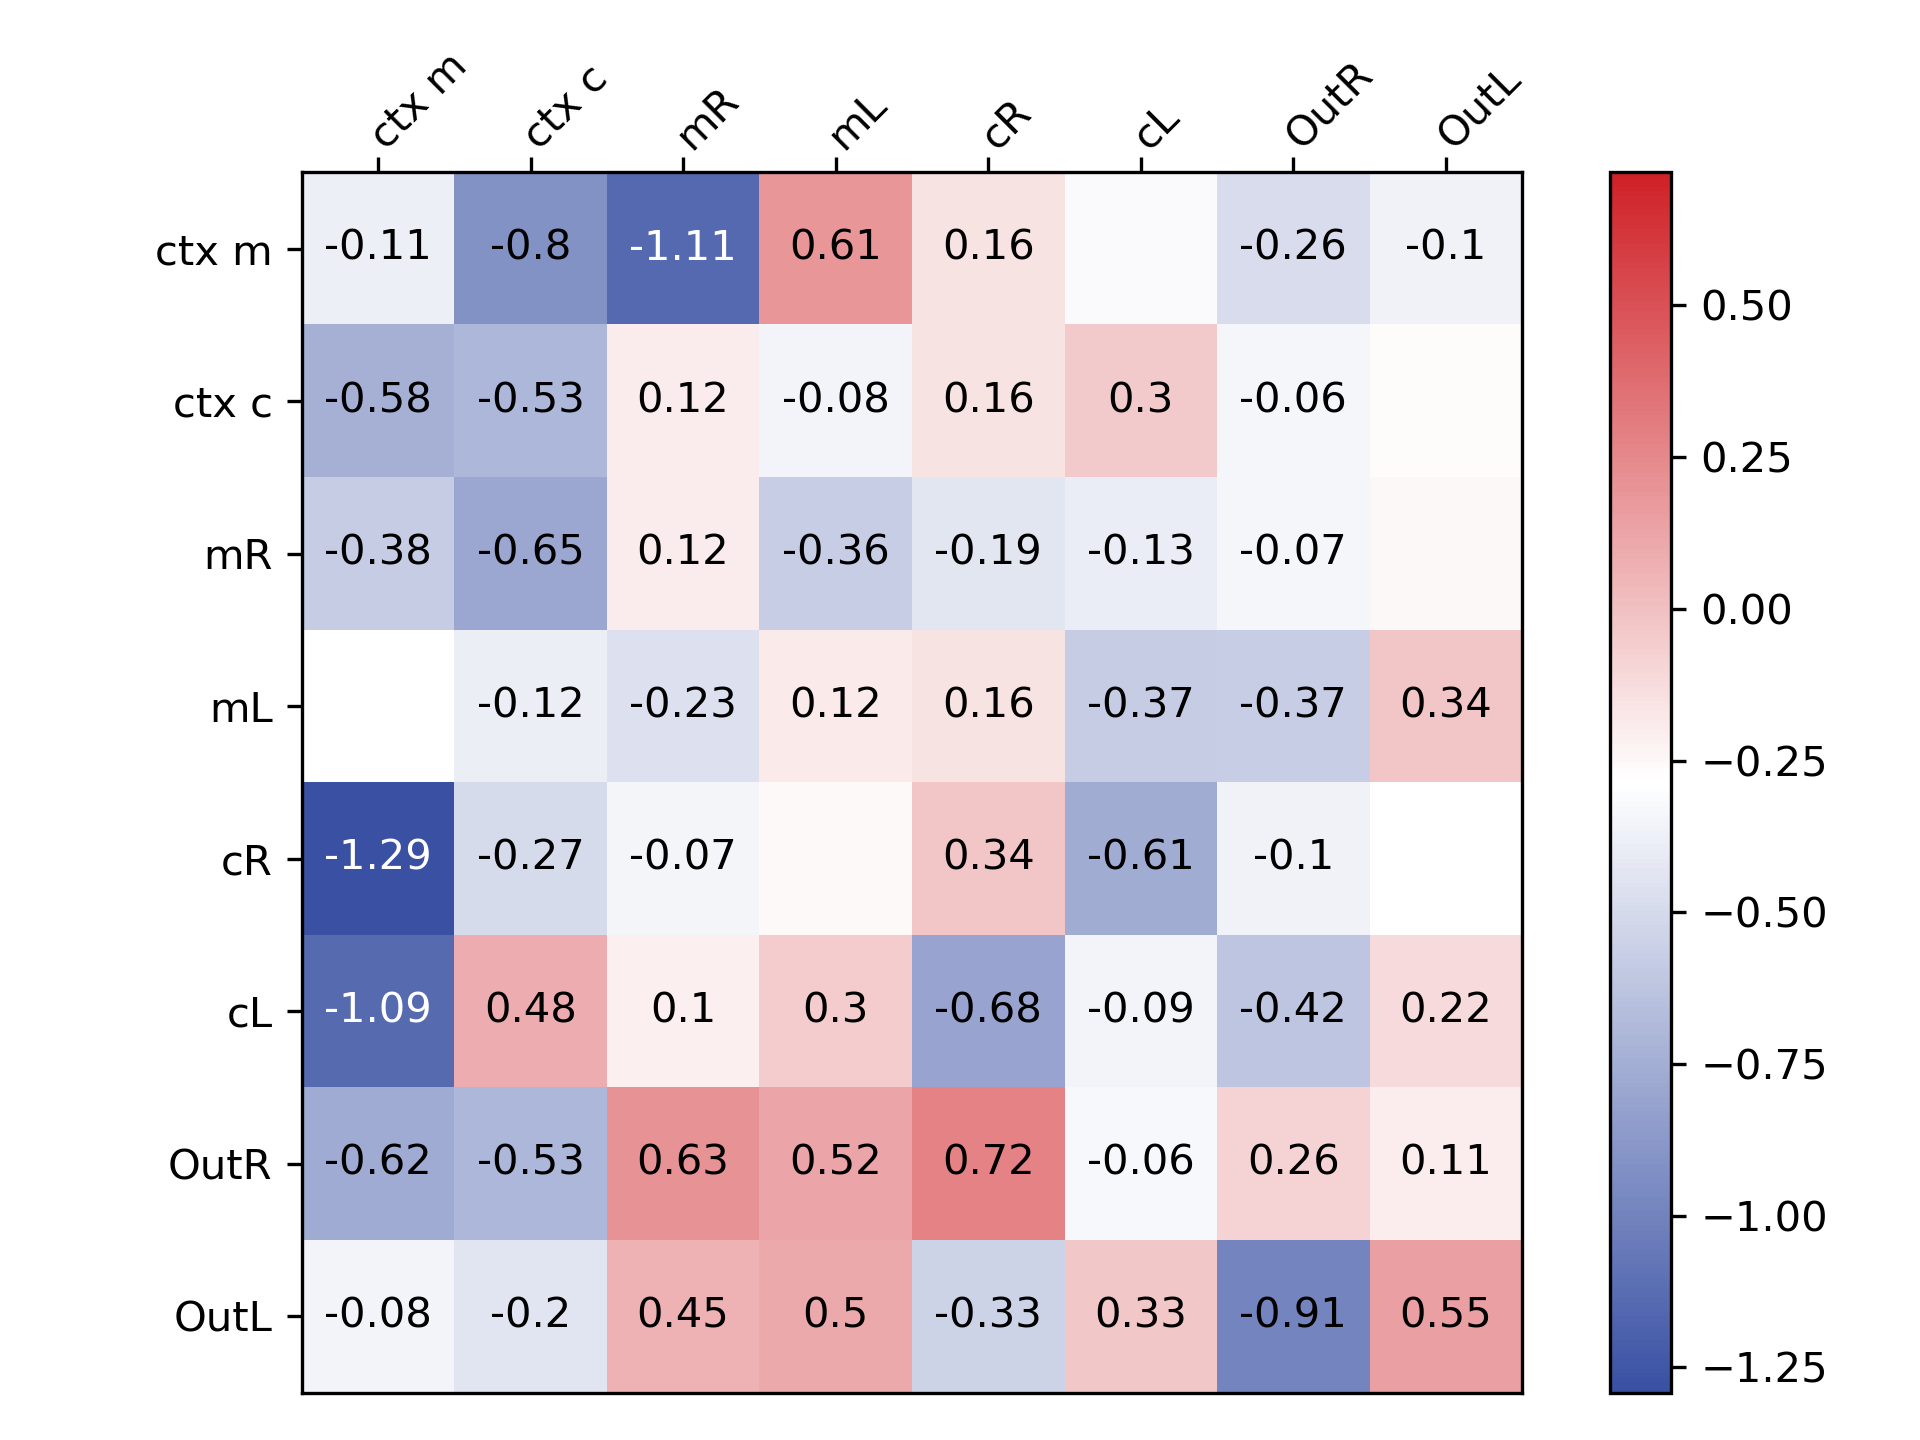 ctx m ctx c mR mL cR cL OutR OutL
ctx m -0.11 -0.8 -1.11 0.61 0.16 -0.26 -0.1
ctx c -0.58 -0.53 0.12 -0.08 0.16 0.3 -0.06
mR -0.38 -0.65 0.12 -0.36 -0.19 -0.13 -0.07
mL -0.12 -0.23 0.12 0.16 -0.37 -0.37 0.34
cR -1.29 -0.27 -0.07 0.34 -0.61 -0.1
cL -1.09 0.48 0.1 0.3 -0.68 -0.09 -0.42 0.22
OutR -0.62 -0.53 0.63 0.52 0.72 -0.06 0.26 0.11
OutL -0.08 -0.2 0.45 0.5 -0.33 0.33 -0.91 0.55
0.50
0.25
0.00
−0.25
−0.50
−0.75
−1.00
−1.25